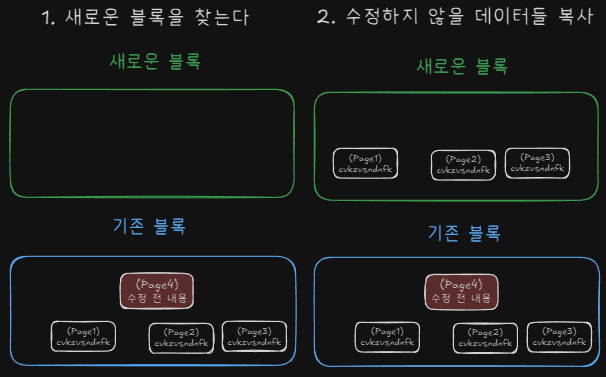 1. 새로운 블록을 찾는다
새로운 블록
기존 블록
(Page4)
수정 전 내용
(Page1)
cvkzvsndnfk
(Page2)
cvkzvsndnfk
(Page3)
cvkzvsndnfk
2. 수정하지 않을 데이터들 복사
새로운 블록
(Page1)
cvkzvsndnfk
(Page2)
cvkzvsndnfk
(Page3)
cvkzvsndnfk
기존 블록
(Page4)
수정 전 내용
(Page1)
cvkzvsndnfk
(Page2)
cvkzvsndnfk
(Page3)
cvkzvsndnfk